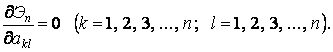 ∂Э_n/∂a_kl = 0 (k = 1, 2, 3, ..., n; l = 1, 2, 3, ..., n).